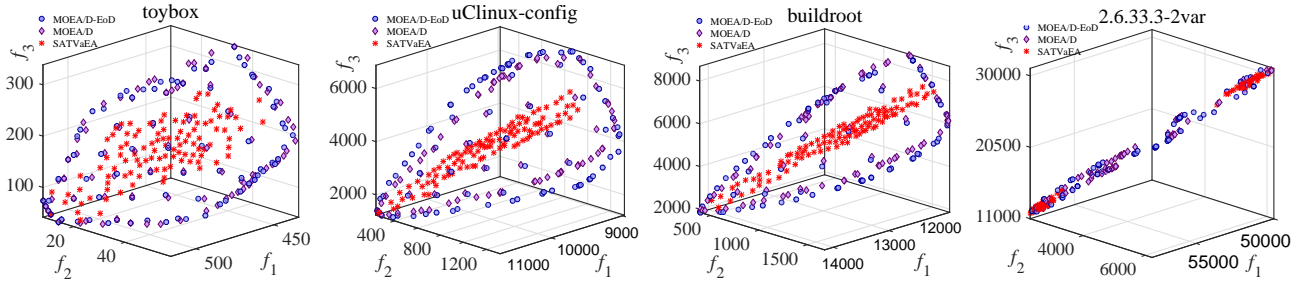 toybox
MOEA/D-EoD
MOEA/D
SATVaEA
f3
300
200
100
20
40
f2
500
450
f1
uClinux-config
MOEA/D-EoD
MOEA/D
SATVaEA
f3
6000
4000
2000
400
800
1200
f2
11000
10000
9000
f1
buildroot
MOEA/D-EoD
MOEA/D
SATVaEA
f3
8000
6000
4000
2000
500
1000
1500
f2
14000
13000
12000
f1
2.6.33.3-2var
MOEA/D-EoD
MOEA/D
SATVaEA
f3
30000
20500
11000
4000
6000
f2
55000
50000
f1